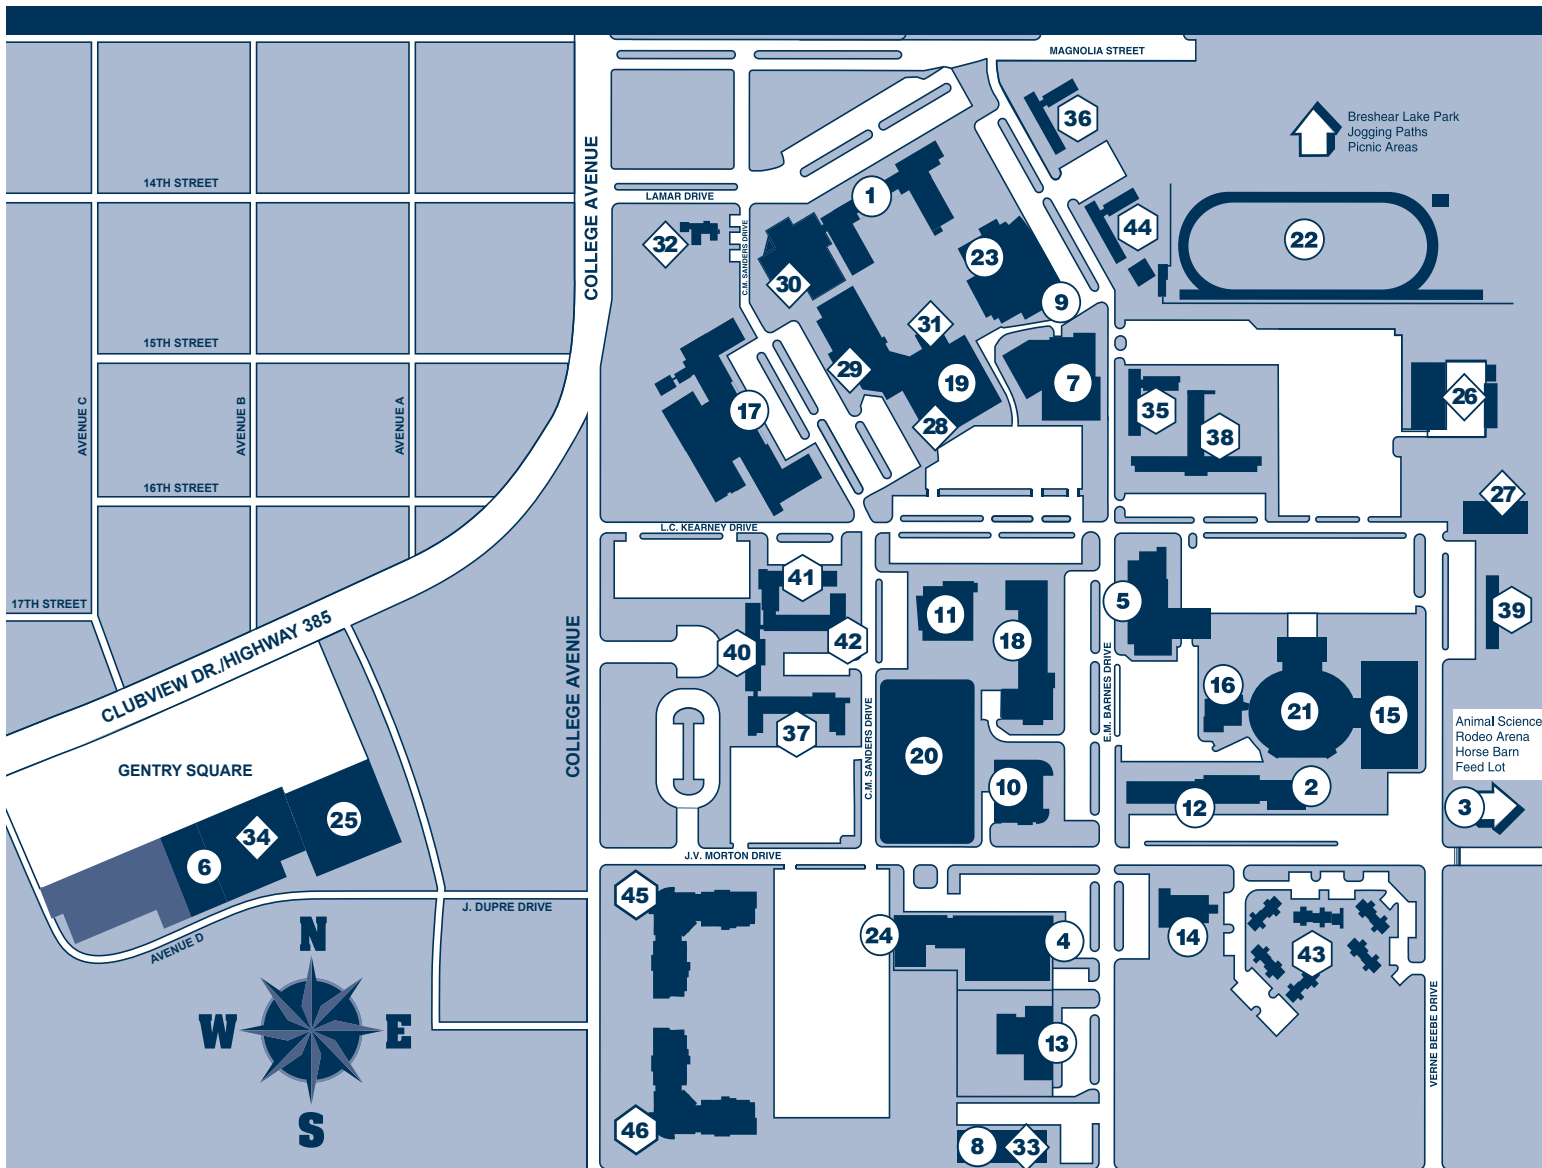 MAGNOLIA STREET
36
Breshear Lake Park
Jogging Paths
Picnic Areas
14TH STREET
COLLEGE AVENUE
LAMAR DRIVE
1
44
22
32
C.M. SANDERS DRIVE
23
30
9
31
15TH STREET
29
19
7
17
28
35
38
26
AVENUE C
AVENUE B
AVENUE A
16TH STREET
27
L.C. KEARNEY DRIVE
41
5
17TH STREET
11
39
CLUBVIEW DR./HIGHWAY 385
COLLEGE AVENUE
40
42
18
E.M. BARNES DRIVE
16
21
15
37
C.M. SANDERS DRIVE
20
Animal Science
Rodeo Arena
Horse Barn
Feed Lot
GENTRY SQUARE
10
12
2
3
25
34
6
J.V. MORTON DRIVE
45
J. DUPRE DRIVE
AVENUE D
24
4
14
43
N
W
E
S
13
VERNE BEEBE DRIVE
46
8
33